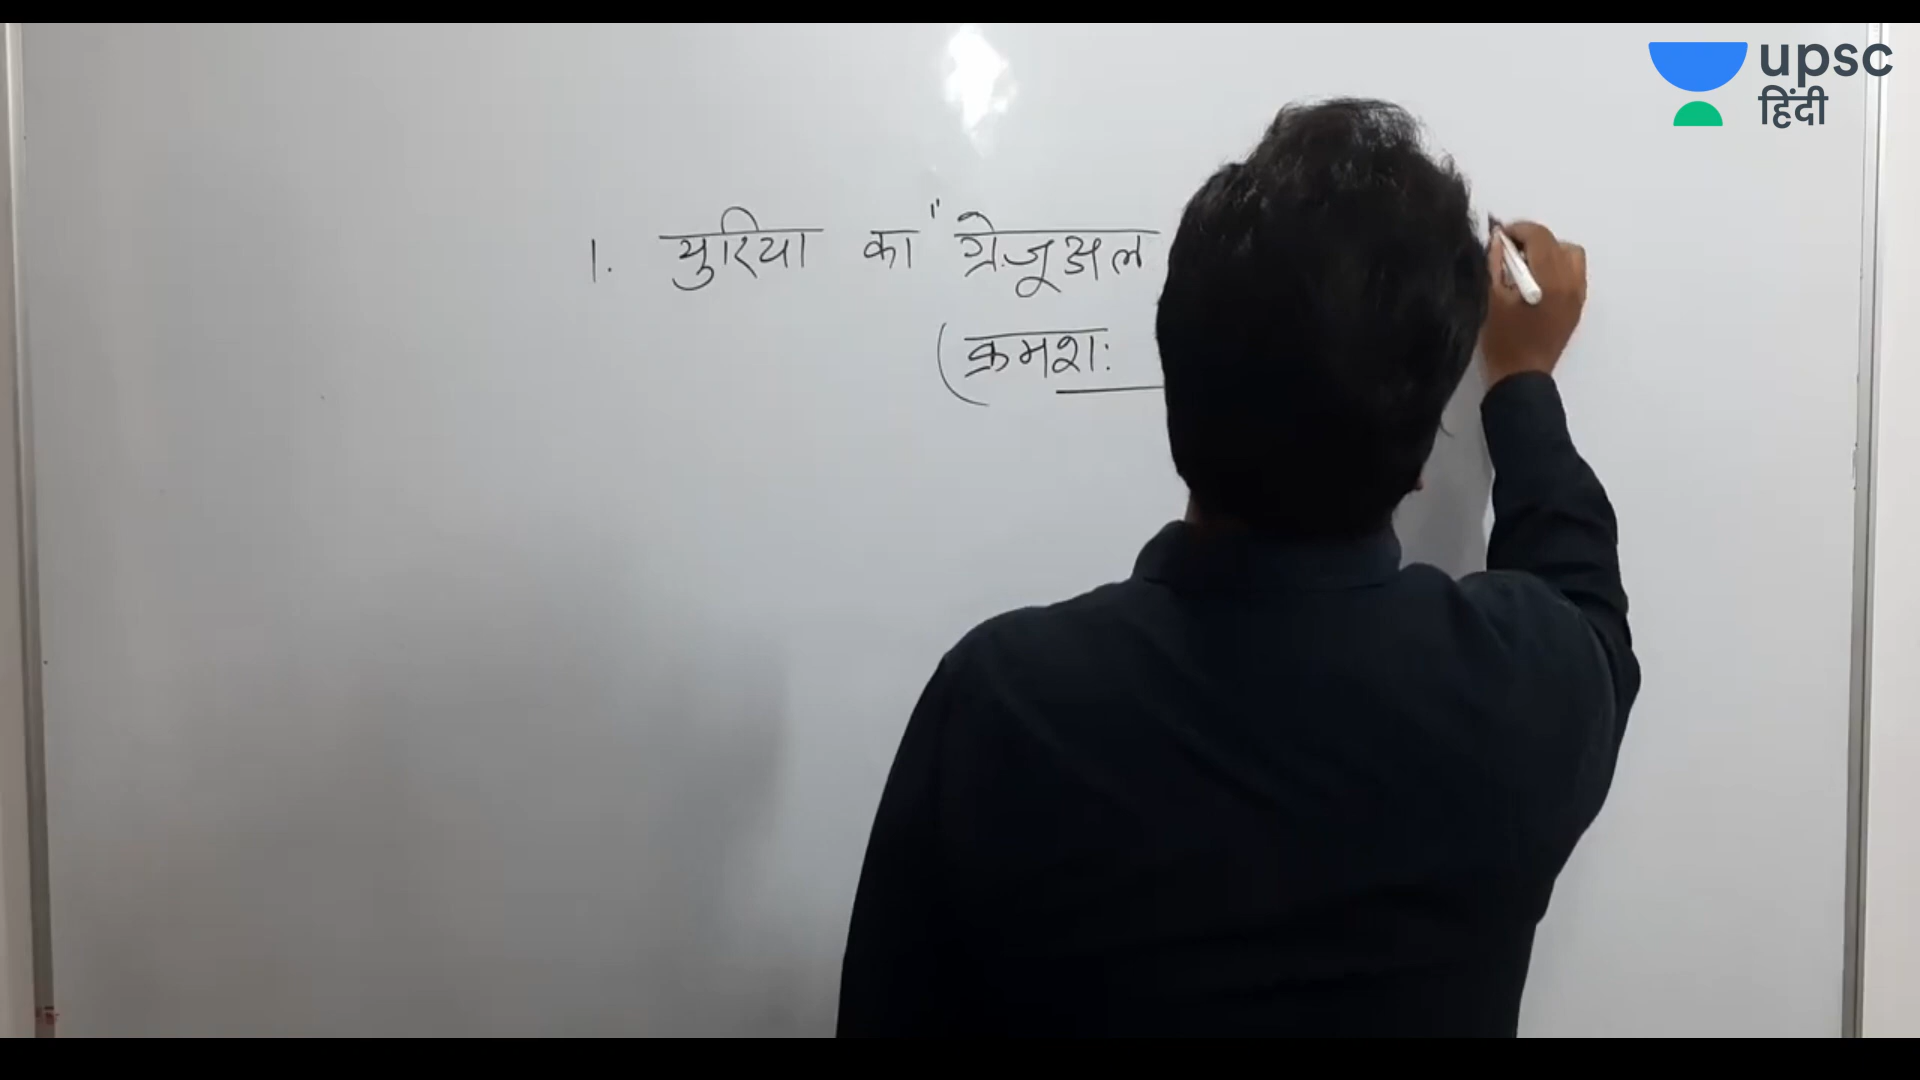 upsc
हिंदी
1. युरिया का "ग्रेजूअल
(क्रमशः